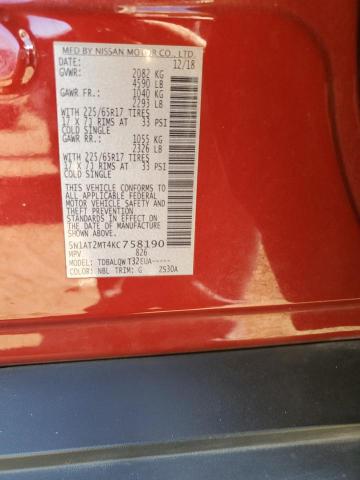 MFD BY NISSAN MOTOR CO., LTD.
DATE: 12/18
GVWR: 2082 KG
4590 LB
GAWR FR.: 1040 KG
2293 LB
WITH 225/65R17 TIRES
17 X 7J RIMS AT 33 PSI
COLD SINGLE
GAWR RR.: 1055 KG
2326 LB
WITH 225/65R17 TIRES
17 X 7J RIMS AT 33 PSI
COLD SINGLE
THIS VEHICLE CONFORMS TO ALL
APPLICABLE FEDERAL MOTOR
VEHICLE SAFETY, BUMPER, AND
THEFT PREVENTION STANDARDS
IN EFFECT ON THE DATE OF
MANUFACTURE SHOWN ABOVE.
5N1AT2MT4KC758190
MPV 826
MODEL: TDBALQWT32EUA-----
COLOR: NBL TRIM: G 2S3DA